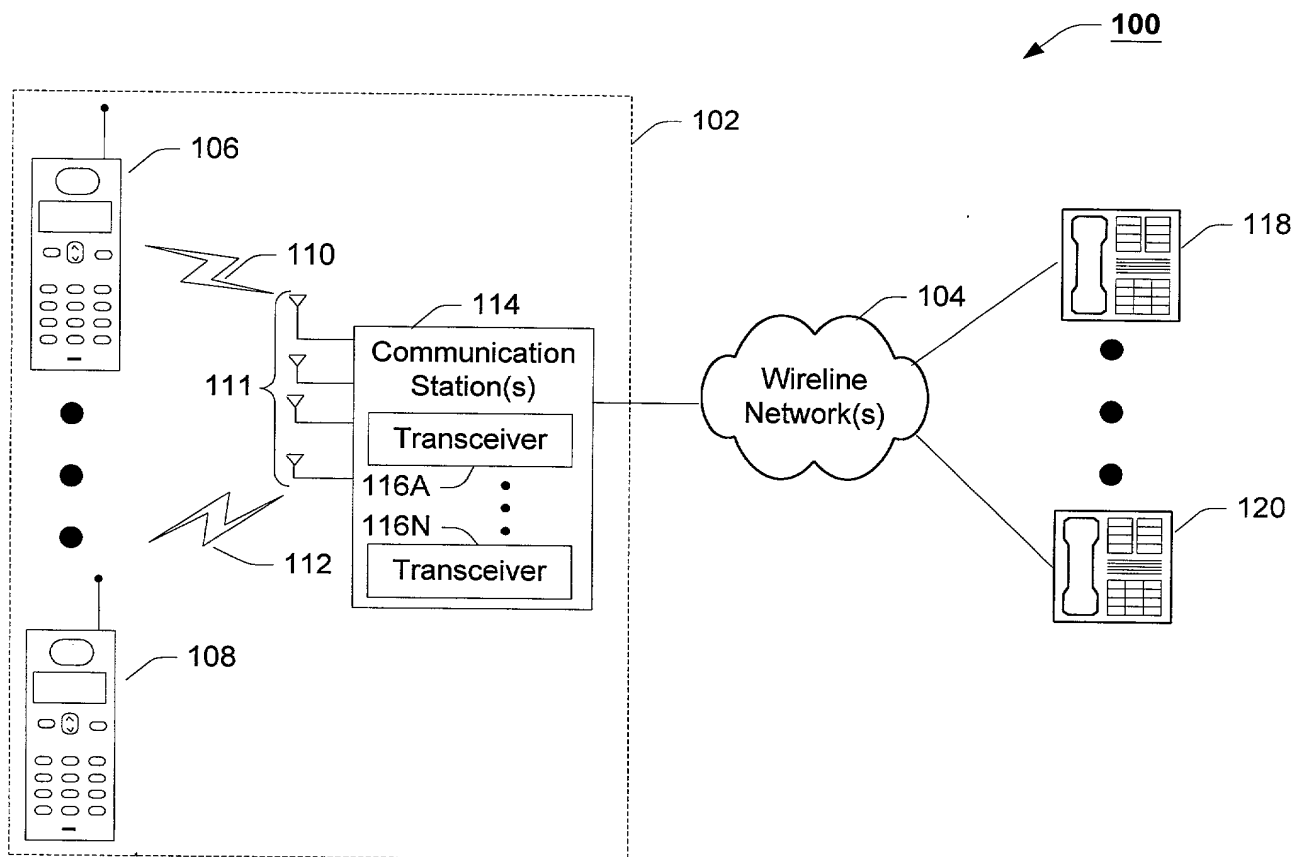 100
102
106
110
118
104
114
Communication
Station(s)
Wireline
Network(s)
111
Transceiver
116A
116N
Transceiver
112
120
108